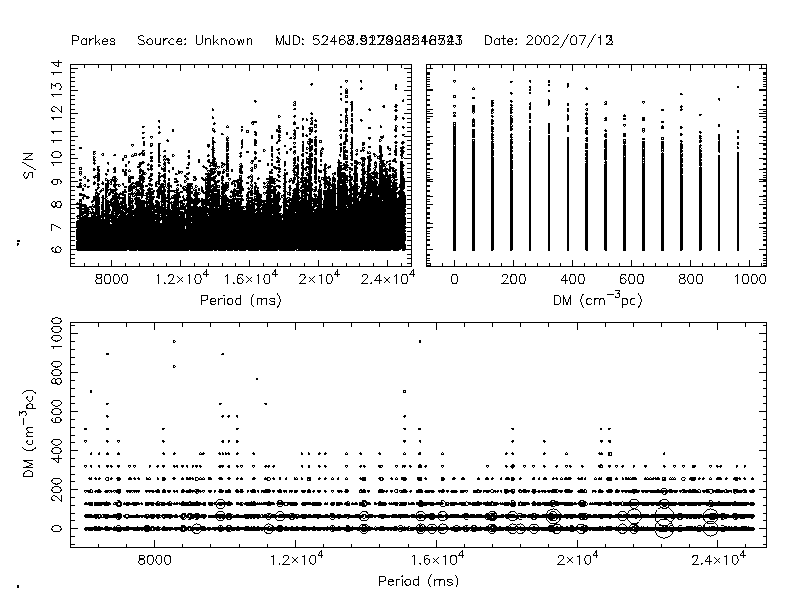 Parkes Source: Unknown MJD: Date: 2002/07/
S/N
14
13
12
11
10
9
8
7
6
8000 1.2×10⁴ 1.6×10⁴ 2×10⁴ 2.4×10⁴
Period (ms)
0 200 400 600 800 1000
DM (cm⁻³pc)
DM (cm⁻³pc)
1000
800
600
400
200
0
8000 1.2×10⁴ 1.6×10⁴ 2×10⁴ 2.4×10⁴
Period (ms)